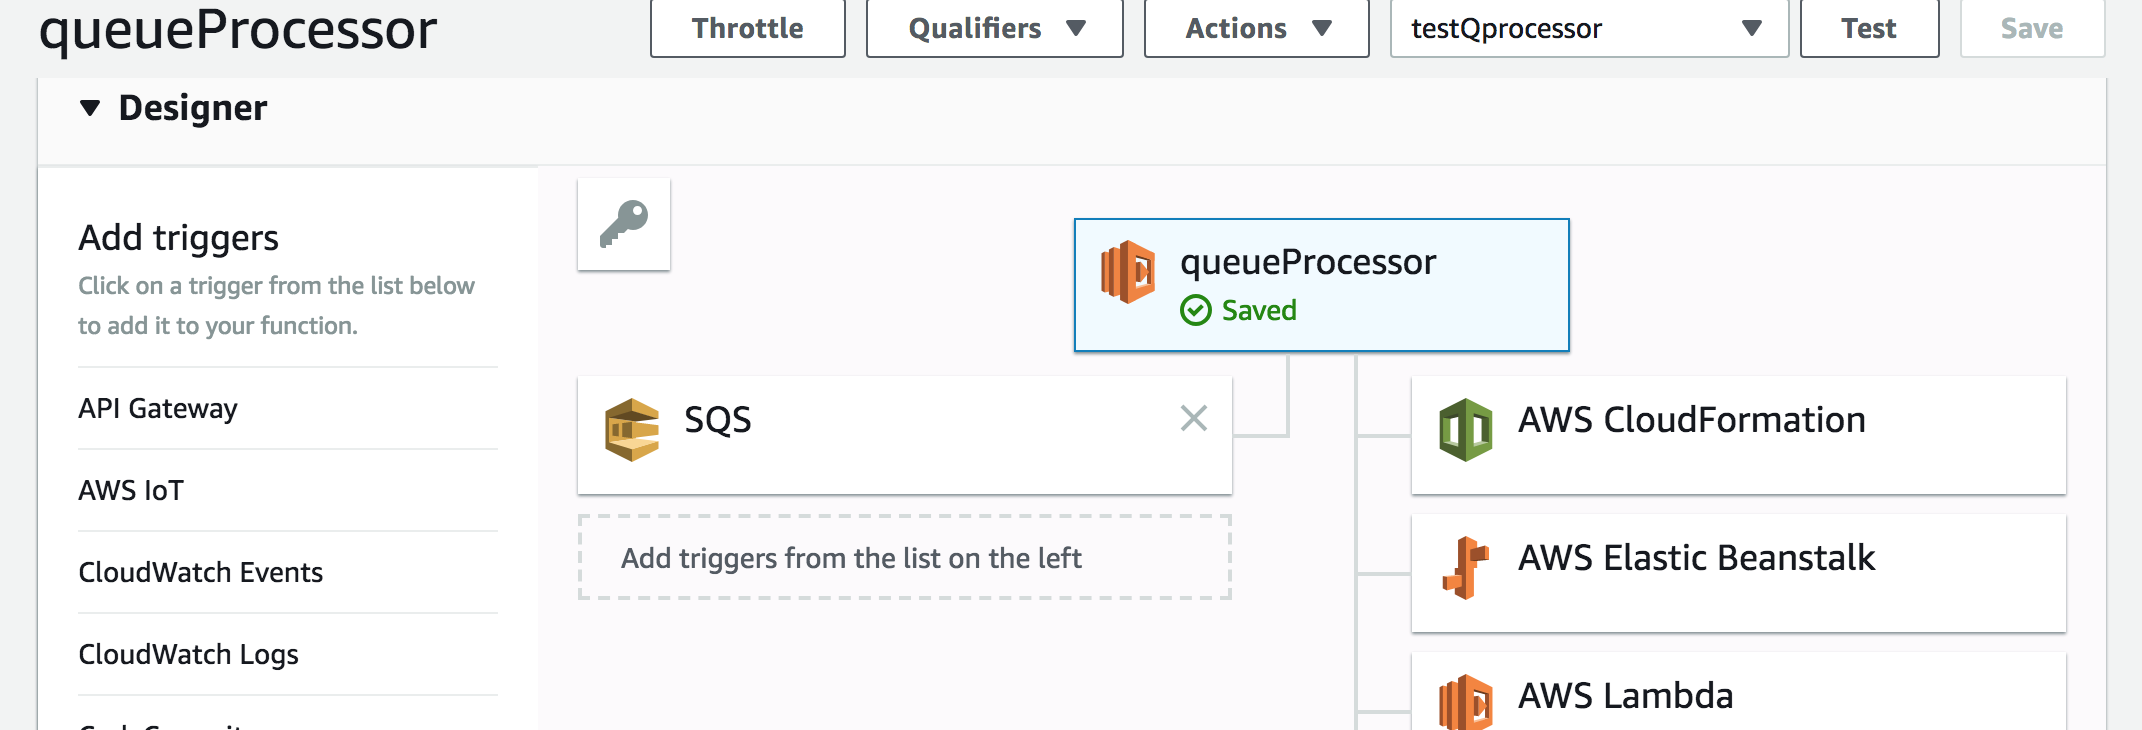 queueProcessor
Throttle
Qualifiers
Actions
testQprocessor
Test
Save
Designer
Add triggers
Click on a trigger from the list below
to add it to your function.
API Gateway
AWS IoT
CloudWatch Events
CloudWatch Logs
queueProcessor
Saved
SQS
Add triggers from the list on the left
AWS CloudFormation
AWS Elastic Beanstalk
AWS Lambda